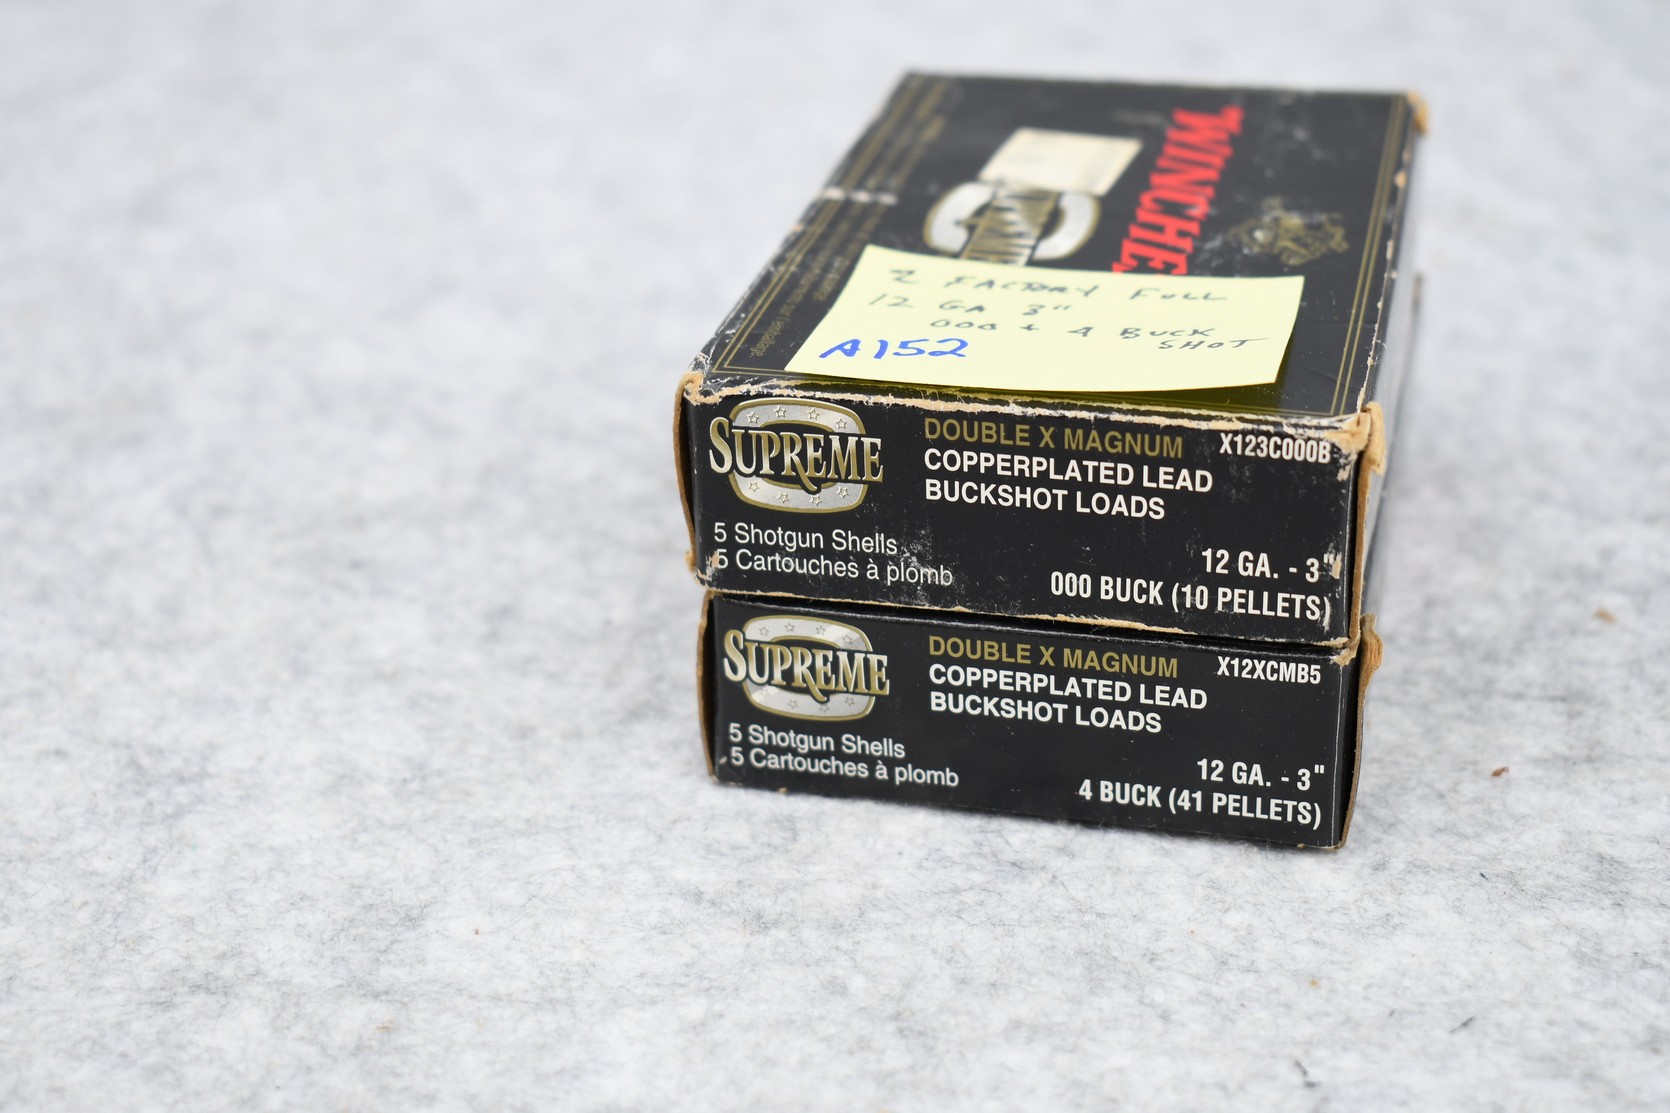 WINCHE
2 FACTORY FULL
12 GA 3"
000 + 4 BUCK
SHOT
A152
SUPREME
DOUBLE X MAGNUM
X123C000B
COPPERPLATED LEAD
BUCKSHOT LOADS
5 Shotgun Shells
5 Cartouches à plomb
12 GA. - 3"
000 BUCK (10 PELLETS)
SUPREME
DOUBLE X MAGNUM
X12XCMB5
COPPERPLATED LEAD
BUCKSHOT LOADS
5 Shotgun Shells
5 Cartouches à plomb
12 GA. - 3"
4 BUCK (41 PELLETS)